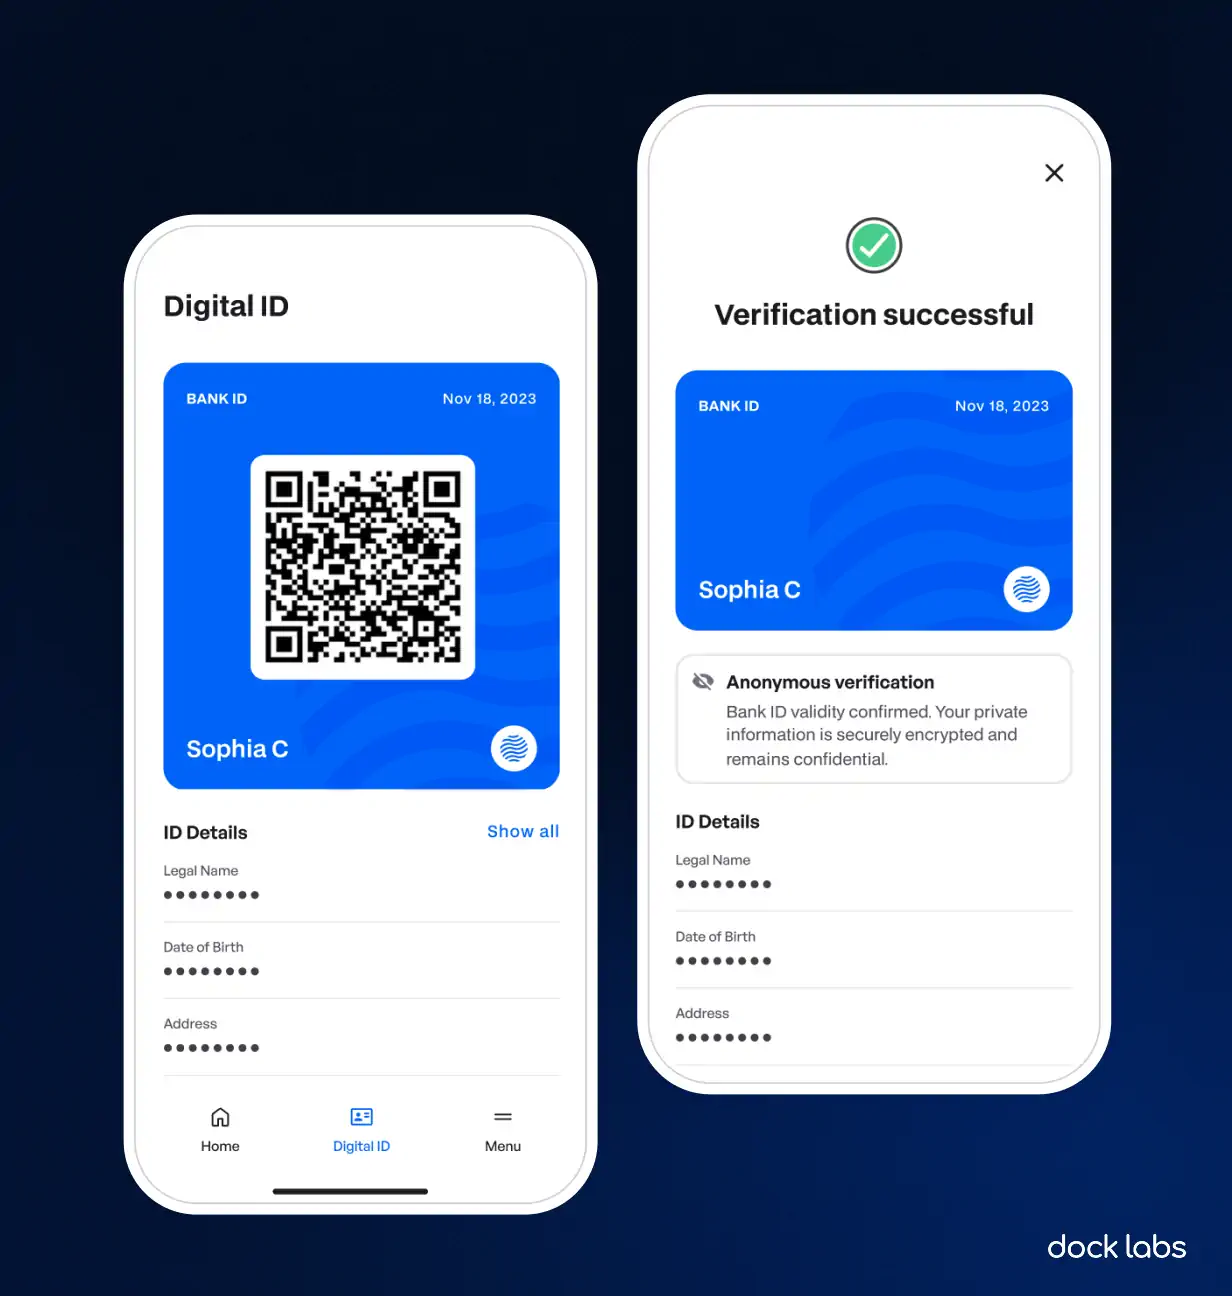 Digital ID
BANK ID
Nov 18, 2023
Sophia C
ID Details
Show all
Legal Name
••••••••
Date of Birth
••••••••
Address
••••••••
Home
Digital ID
Menu
Verification successful
BANK ID
Nov 18, 2023
Sophia C
Anonymous verification
Bank ID validity confirmed. Your private
information is securely encrypted and
remains confidential.
ID Details
Legal Name
••••••••
Date of Birth
••••••••
Address
••••••••
dock labs